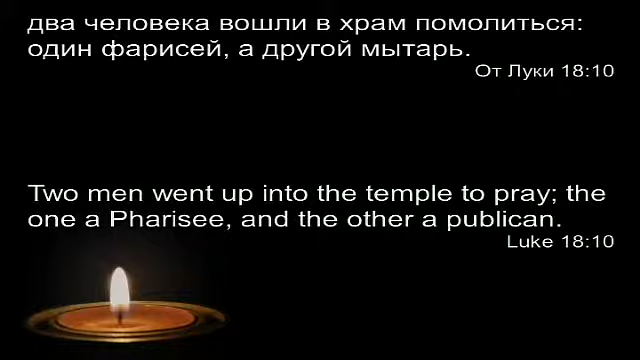 два человека вошли в храм помолиться:
один фарисей, а другой мытарь.
От Луки 18:10
Two men went up into the temple to pray; the
one a Pharisee, and the other a publican.
Luke 18:10